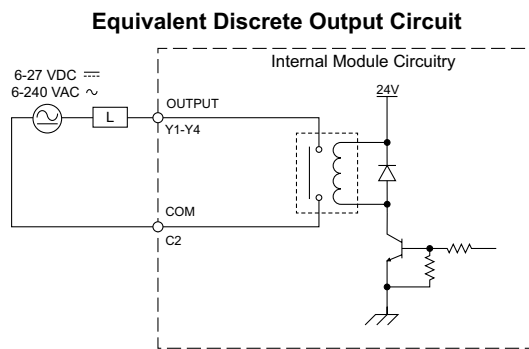 Equivalent Discrete Output Circuit
Internal Module Circuitry
6-27 VDC ⎓
6-240 VAC ∿
24V
L
OUTPUT
Y1-Y4
COM
C2